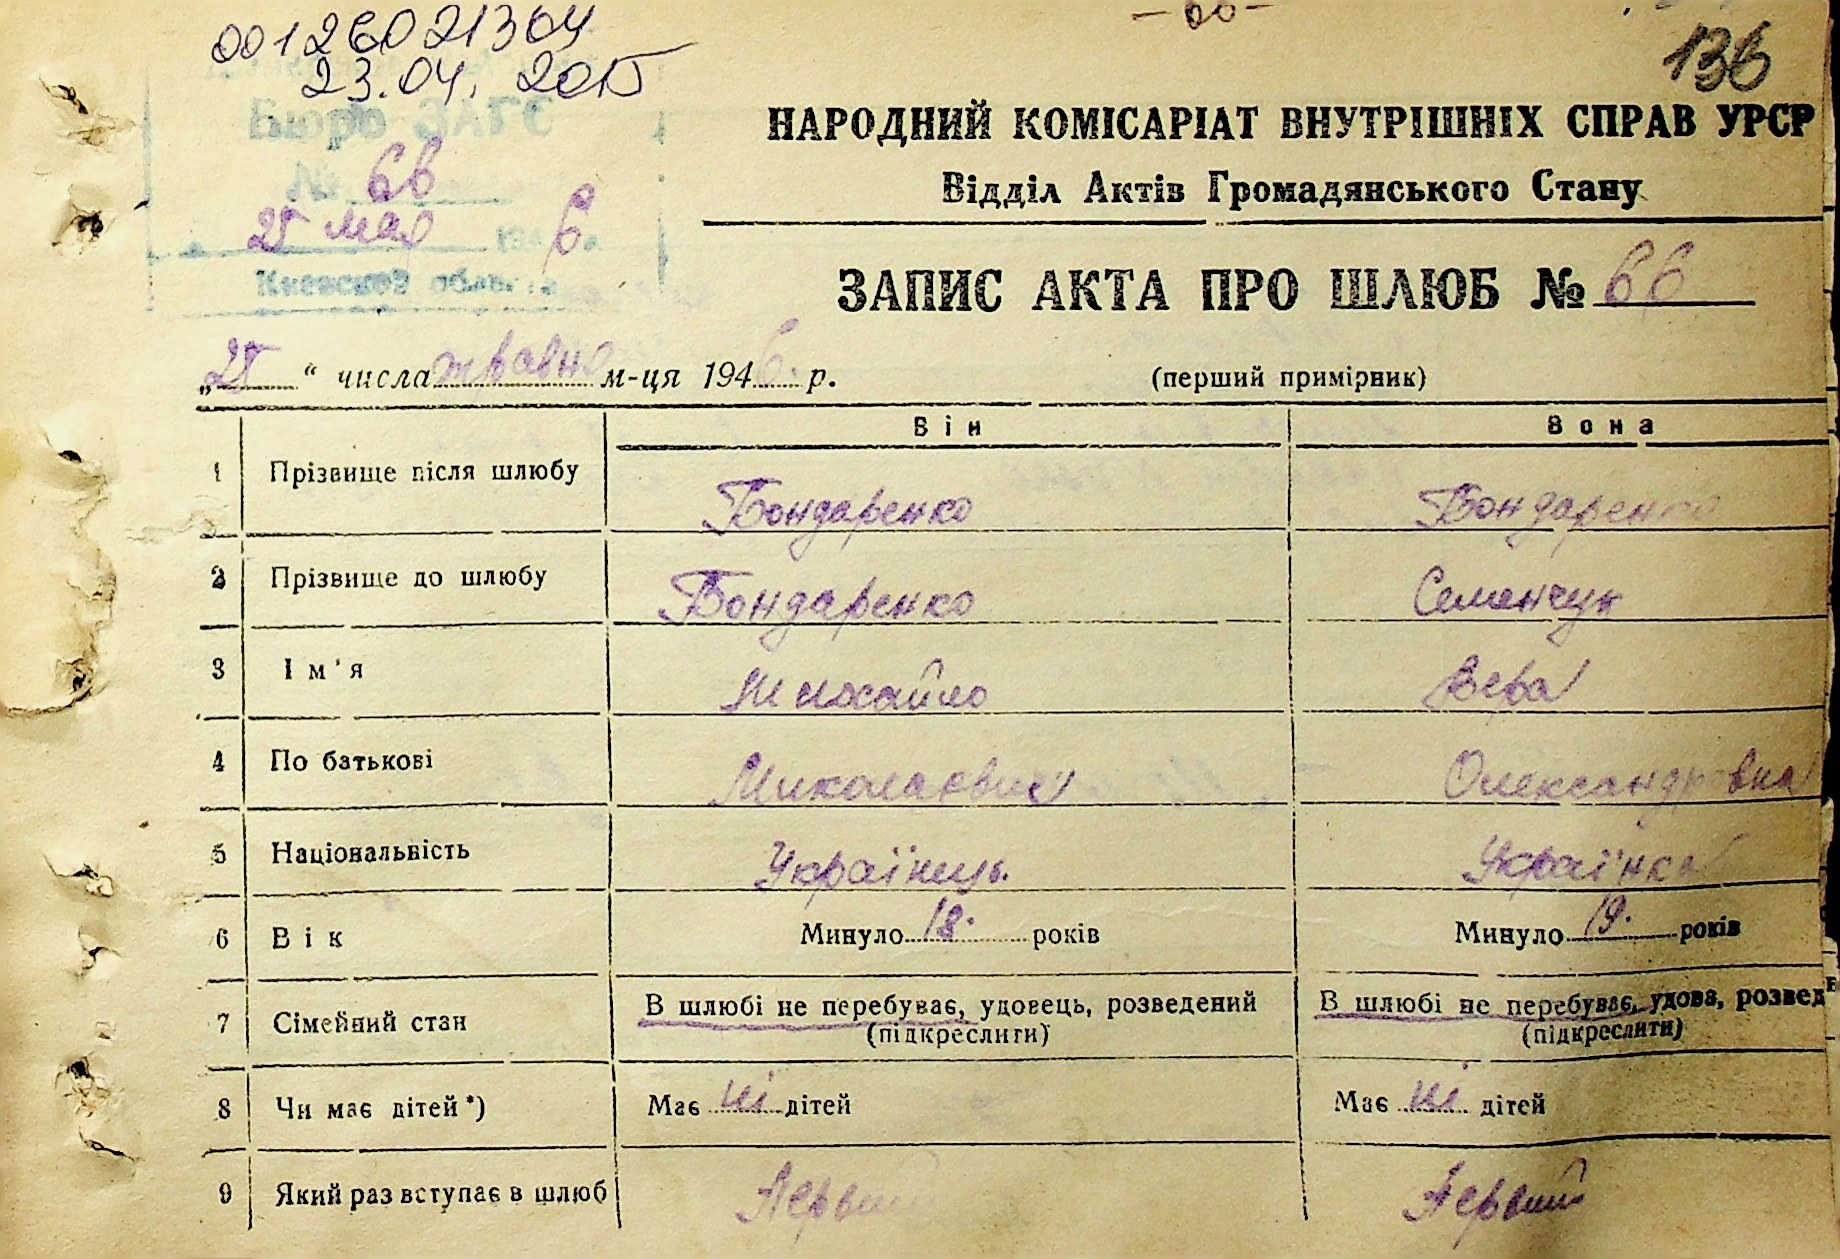 00126021364
23.04. 2015
136
Бюро ЗАГС
№ 66
25 мая 1946
Киевской области
НАРОДНИЙ КОМІСАРІАТ ВНУТРІШНІХ СПРАВ УРСР
Відділ Актів Громадянського Стану
ЗАПИС АКТА ПРО ШЛЮБ № 66
„25“ числа травня м-ця 1946 р. (перший примірник)
Він Вона
1 Прізвище після шлюбу Бондаренко Бондаренко
2 Прізвище до шлюбу Бондаренко Семенчук
3 Ім'я Михайло Вера
4 По батькові Миколаєвич Олександровна
5 Національність Українець Українка
6 Вік Минуло 18. років Минуло 19. років
7 Сімейний стан В шлюбі не перебуває, удовець, розведений В шлюбі не перебуває, удова, розвед
(підкреслити) (підкреслити)
8 Чи має дітей*) Має ні дітей Має ні дітей
9 Який раз вступає в шлюб Первий Первий